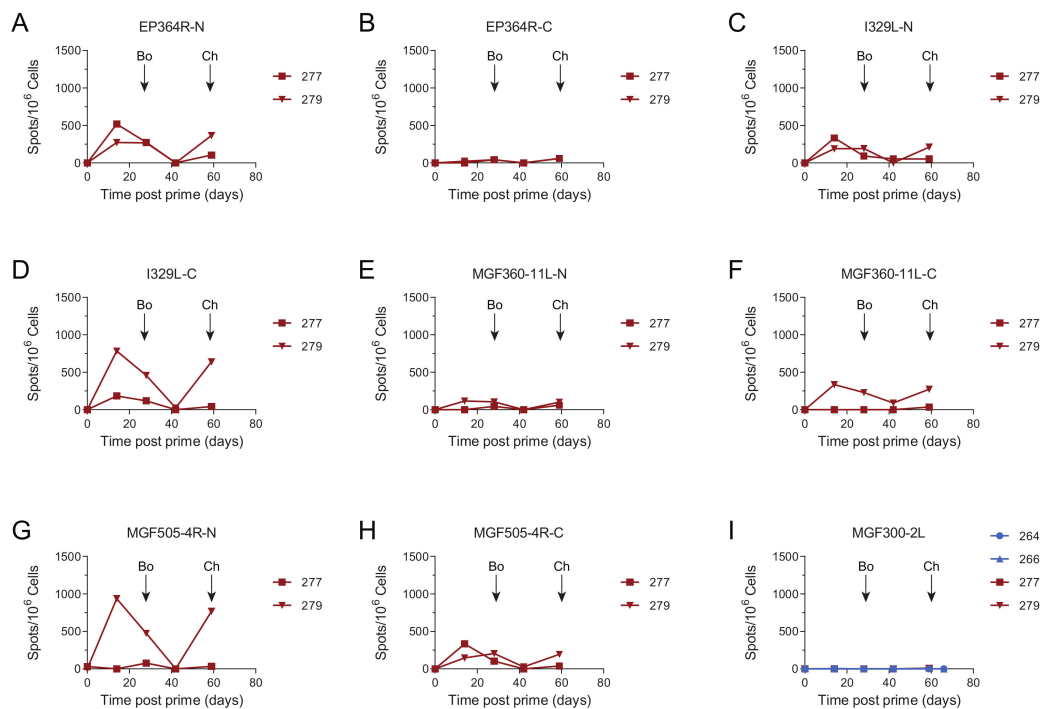 A
EP364R-N
Spots/10^6 Cells
1500
1000
500
0
Bo
Ch
277
279
0 20 40 60 80
Time post prime (days)
B
EP364R-C
Spots/10^6 Cells
1500
1000
500
0
Bo
Ch
277
279
0 20 40 60 80
Time post prime (days)
C
I329L-N
Spots/10^6 Cells
1500
1000
500
0
Bo
Ch
277
279
0 20 40 60 80
Time post prime (days)
D
I329L-C
Spots/10^6 Cells
1500
1000
500
0
Bo
Ch
277
279
0 20 40 60 80
Time post prime (days)
E
MGF360-11L-N
Spots/10^6 Cells
1500
1000
500
0
Bo
Ch
277
279
0 20 40 60 80
Time post prime (days)
F
MGF360-11L-C
Spots/10^6 Cells
1500
1000
500
0
Bo
Ch
277
279
0 20 40 60 80
Time post prime (days)
G
MGF505-4R-N
Spots/10^6 Cells
1500
1000
500
0
Bo
Ch
277
279
0 20 40 60 80
Time post prime (days)
H
MGF505-4R-C
Spots/10^6 Cells
1500
1000
500
0
Bo
Ch
277
279
0 20 40 60 80
Time post prime (days)
I
MGF300-2L
Spots/10^6 Cells
1500
1000
500
0
Bo
Ch
264
266
277
279
0 20 40 60 80
Time post prime (days)